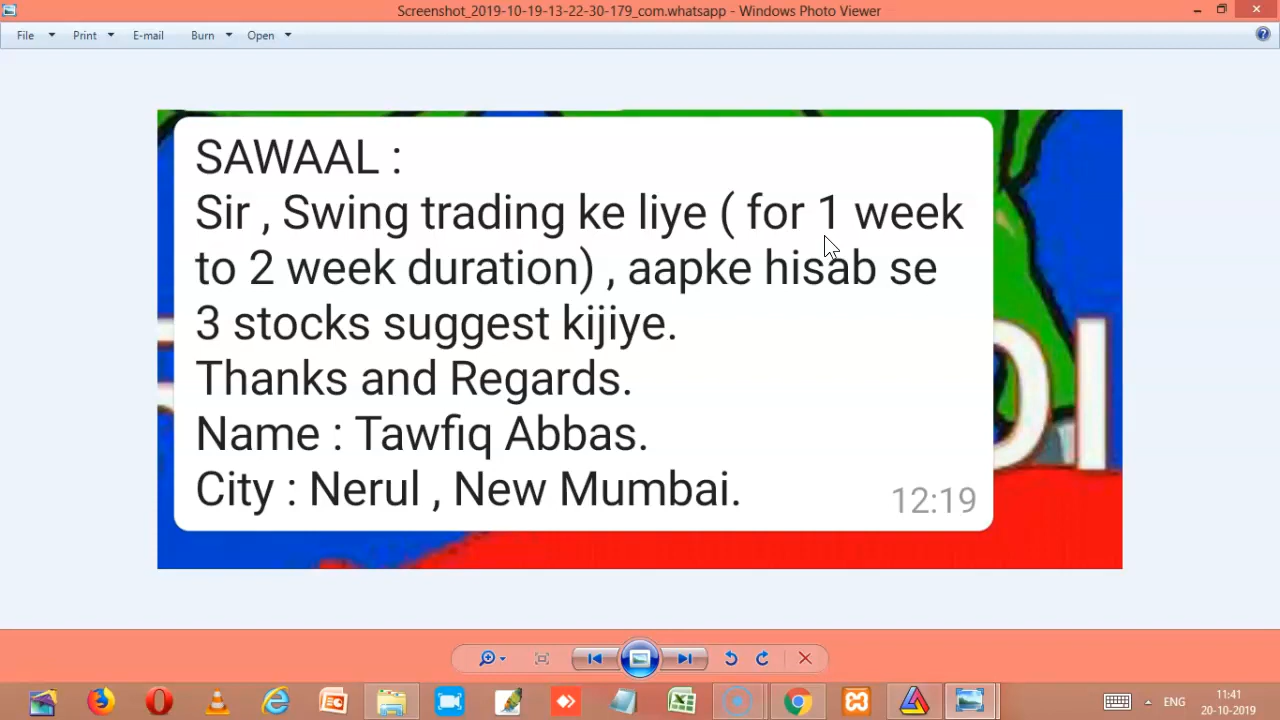 Screenshot_2019-10-19-13-22-30-179_com.whatsapp - Windows Photo Viewer
File Print E-mail Burn Open
SAWAAL :
Sir , Swing trading ke liye ( for 1 week
to 2 week duration) , aapke hisab se
3 stocks suggest kijiye.
Thanks and Regards.
Name : Tawfiq Abbas.
City : Nerul , New Mumbai.
12:19
ENG
11:41
20-10-2019